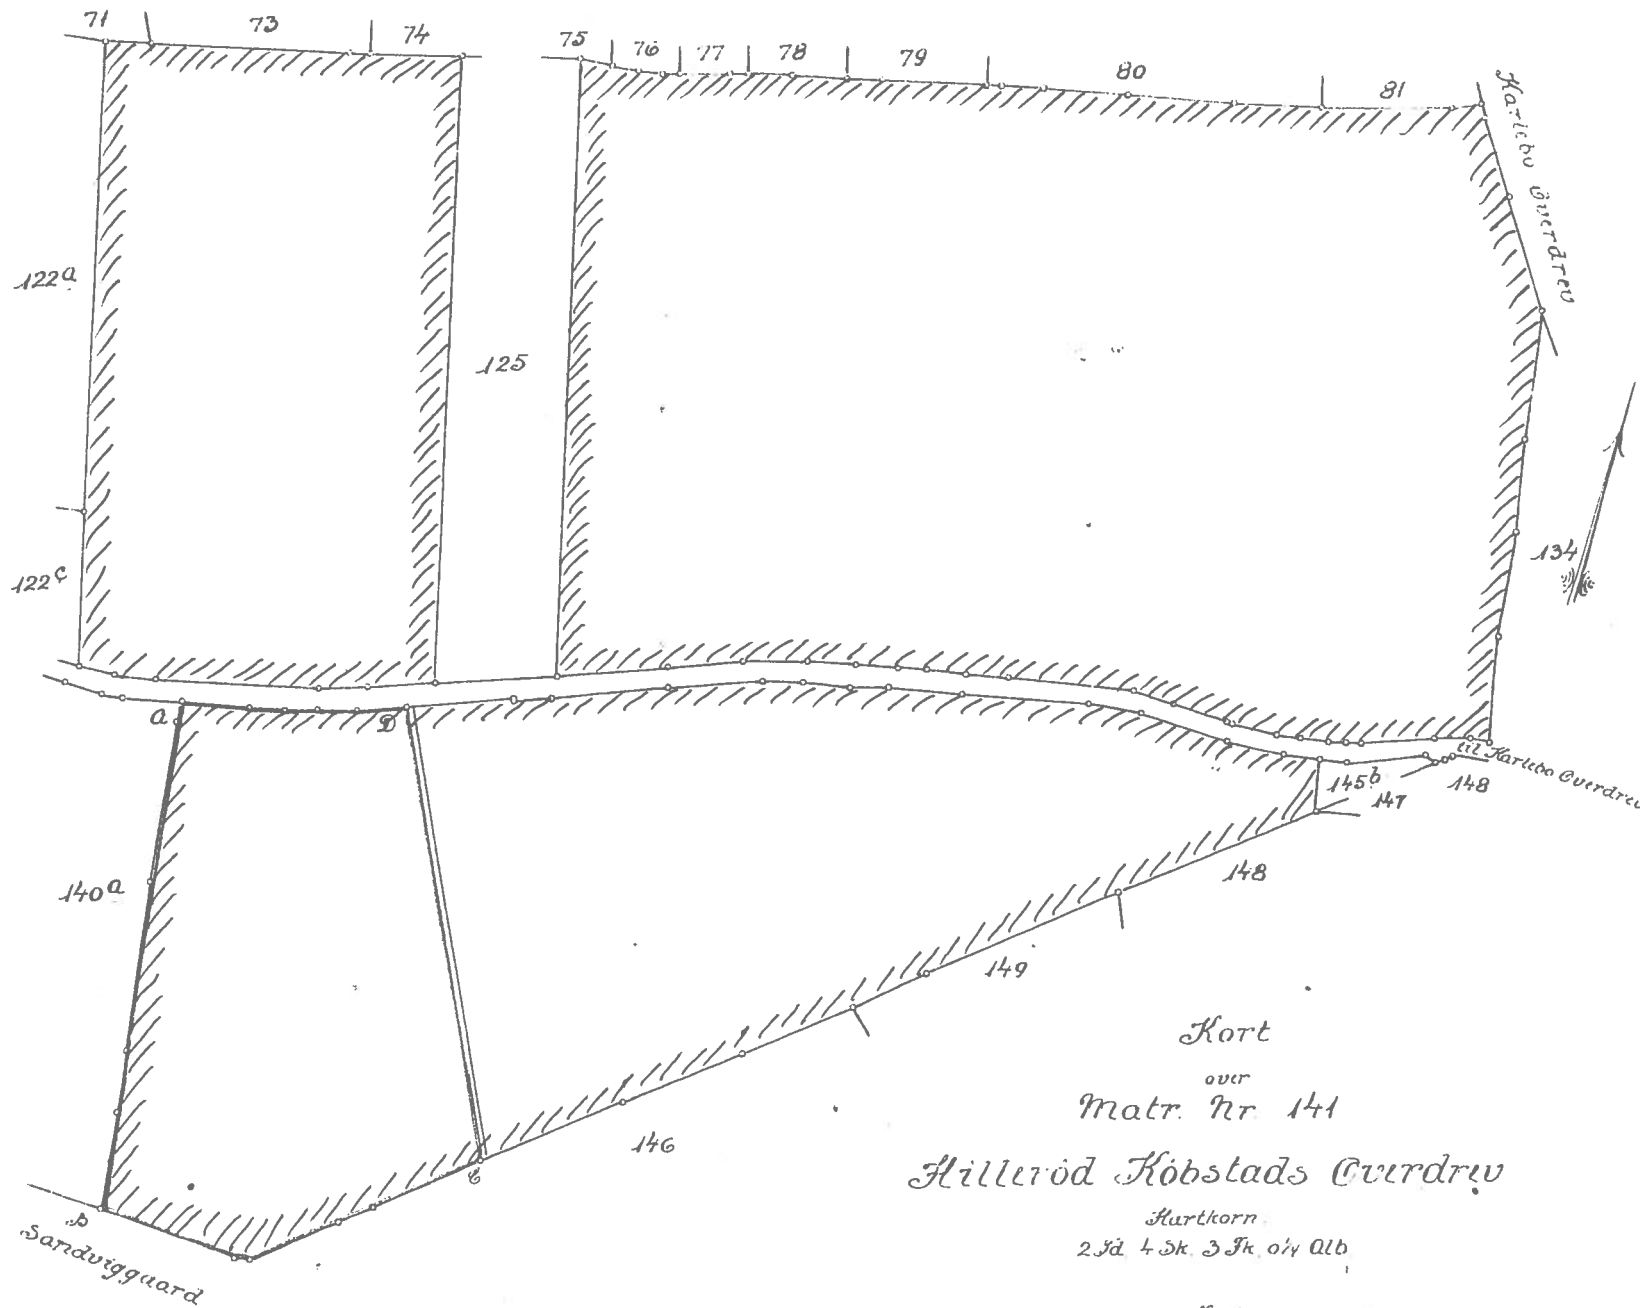 71 73 74 75 76 77 78 79 80 81
Karlebo Overdrev
122a
125
122c
134
a D
til Karlebo Overdrev
145b 147 148
140a
148
149
146
C
B
Sandviggaard
Kort
over
Matr. Nr. 141
Hilleröd Köbstads Overdrev
Hartkorn
2 Td. 4 Sk. 3 Fk. Alb